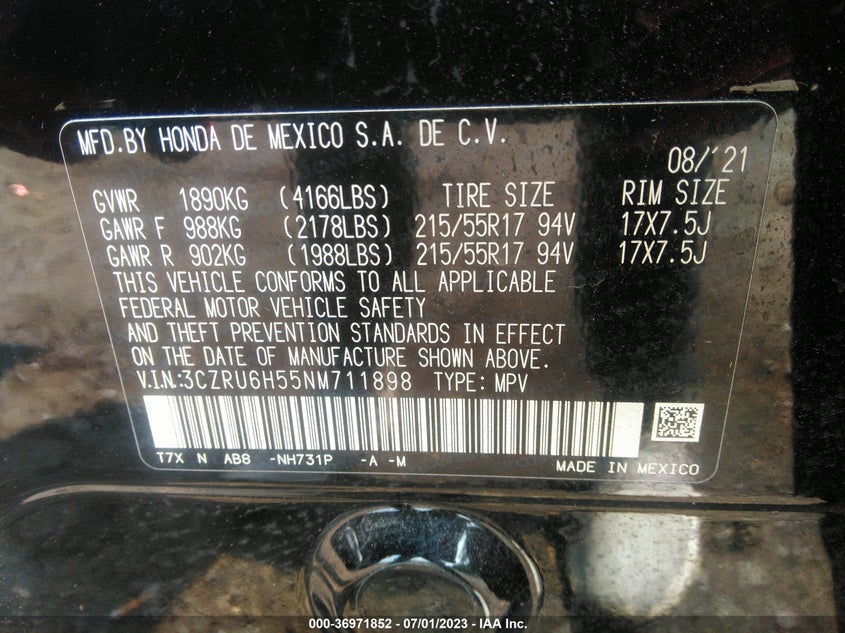 MFD.BY HONDA DE MEXICO S.A. DE C.V.
08/'21
GVWR 1890KG (4166LBS) TIRE SIZE RIM SIZE
GAWR F 988KG (2178LBS) 215/55R17 94V 17X7.5J
GAWR R 902KG (1988LBS) 215/55R17 94V 17X7.5J
THIS VEHICLE CONFORMS TO ALL APPLICABLE
FEDERAL MOTOR VEHICLE SAFETY
AND THEFT PREVENTION STANDARDS IN EFFECT
ON THE DATE OF MANUFACTURE SHOWN ABOVE.
V.I.N.:3CZRU6H55NM711898 TYPE: MPV
T7X N AB8 -NH731P -A -M MADE IN MEXICO
000-36971852 - 07/01/2023 - IAA Inc.